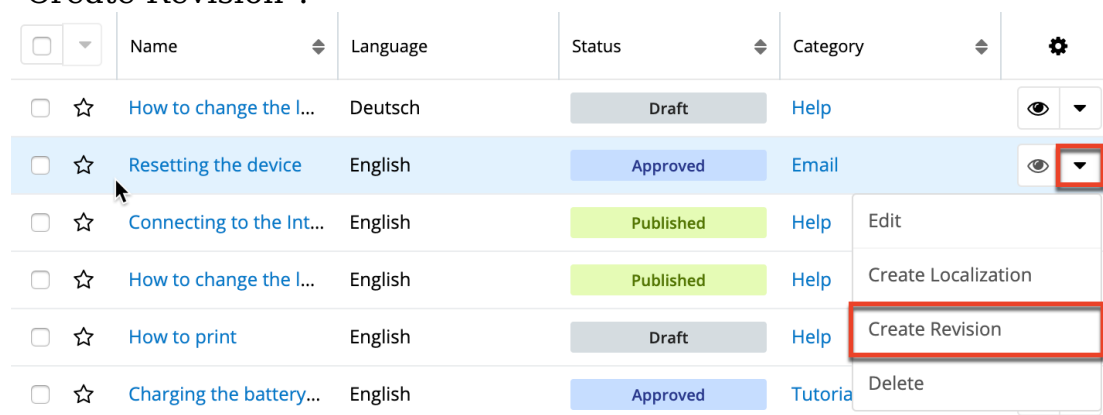 Create Revision".
Name Language Status Category
How to change the l... Deutsch Draft Help
Resetting the device English Approved Email
Connecting to the Int... English Published Help Edit
How to change the l... English Published Help Create Localization
How to print English Draft Help Create Revision
Charging the battery... English Approved Tutoria Delete